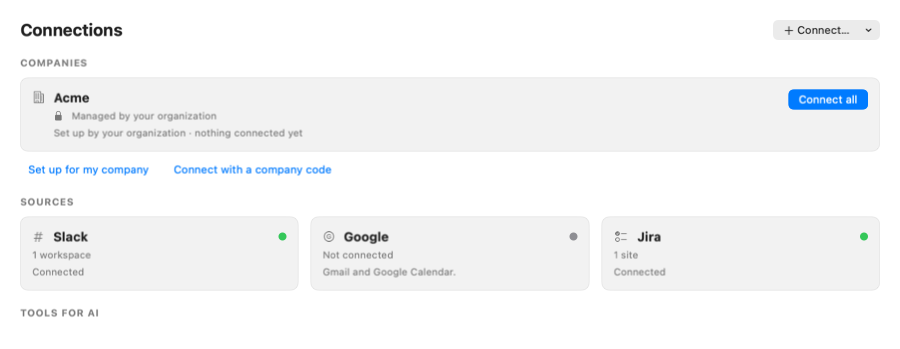 Connections
+ Connect...
COMPANIES
Acme
Connect all
Managed by your organization
Set up by your organization · nothing connected yet
Set up for my company
Connect with a company code
SOURCES
# Slack
1 workspace
Connected
Google
Not connected
Gmail and Google Calendar.
Jira
1 site
Connected
TOOLS FOR AI